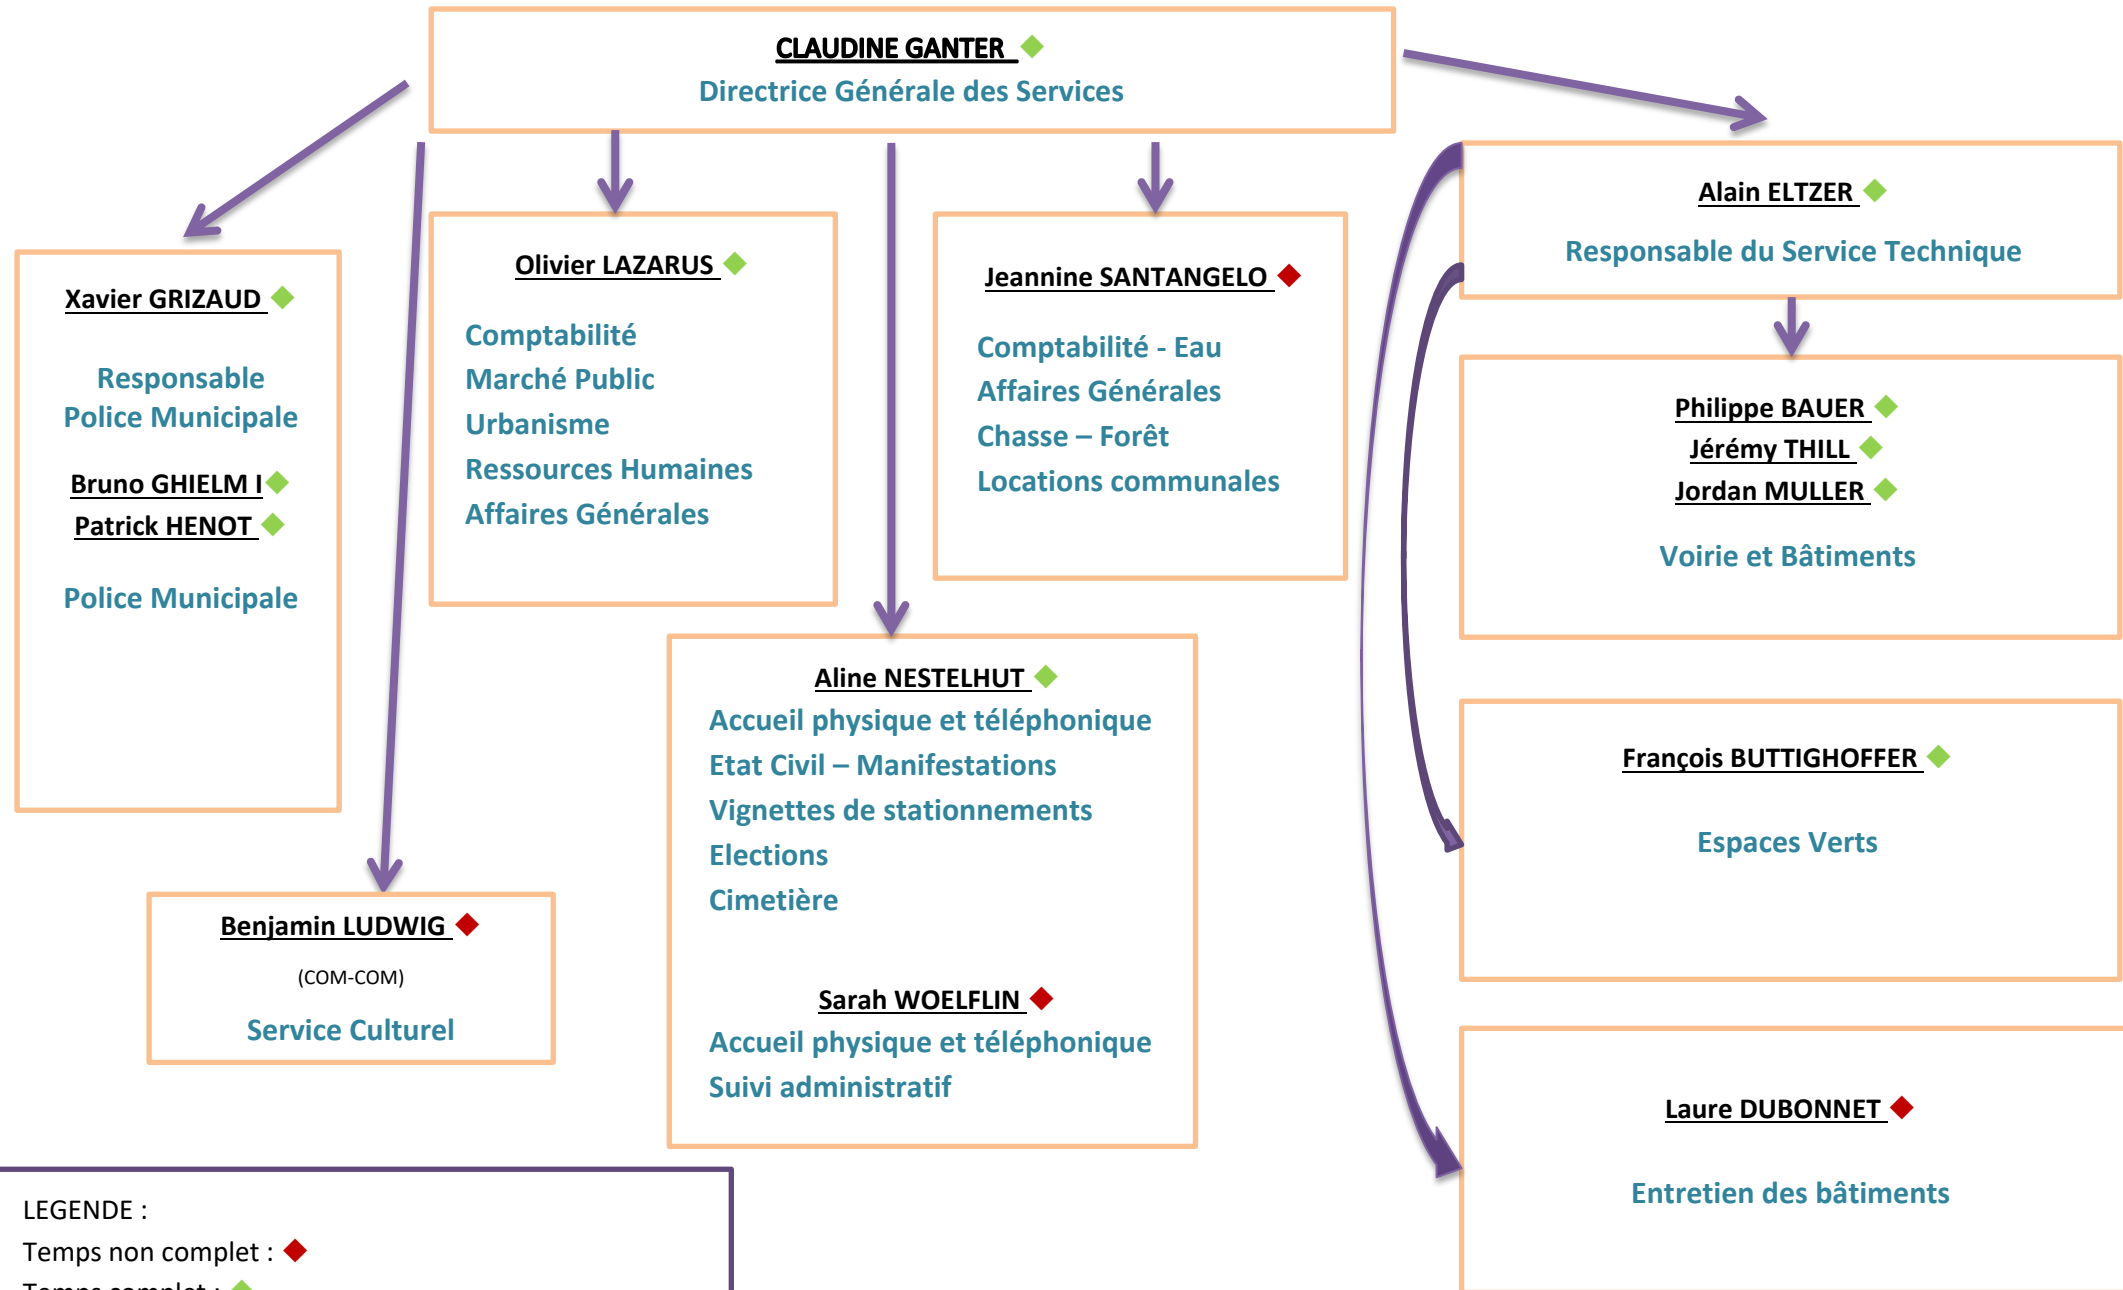 CLAUDINE GANTER
Directrice Générale des Services
Xavier GRIZAUD
Responsable
Police Municipale
Bruno GHIELM I
Patrick HENOT
Police Municipale
Olivier LAZARUS
Comptabilité
Marché Public
Urbanisme
Ressources Humaines
Affaires Générales
Jeannine SANTANGELO
Comptabilité - Eau
Affaires Générales
Chasse – Forêt
Locations communales
Alain ELTZER
Responsable du Service Technique
Philippe BAUER
Jérémy THILL
Jordan MULLER
Voirie et Bâtiments
Aline NESTELHUT
Accueil physique et téléphonique
Etat Civil – Manifestations
Vignettes de stationnements
Elections
Cimetière
Sarah WOELFLIN
Accueil physique et téléphonique
Suivi administratif
François BUTTIGHOFFER
Espaces Verts
Benjamin LUDWIG
(COM-COM)
Service Culturel
Laure DUBONNET
Entretien des bâtiments
LEGENDE :
Temps non complet :
Temps complet :